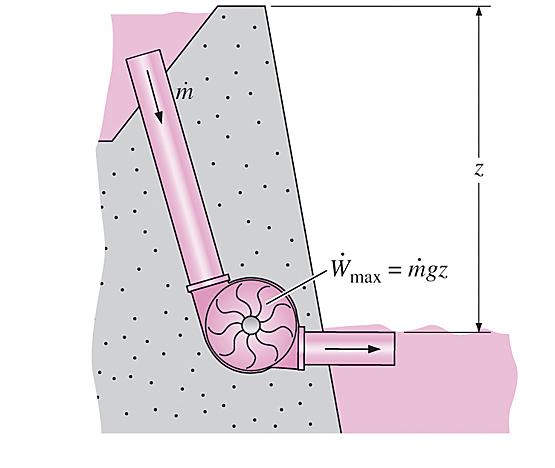 ṁ
z
Ẇmax = ṁgz